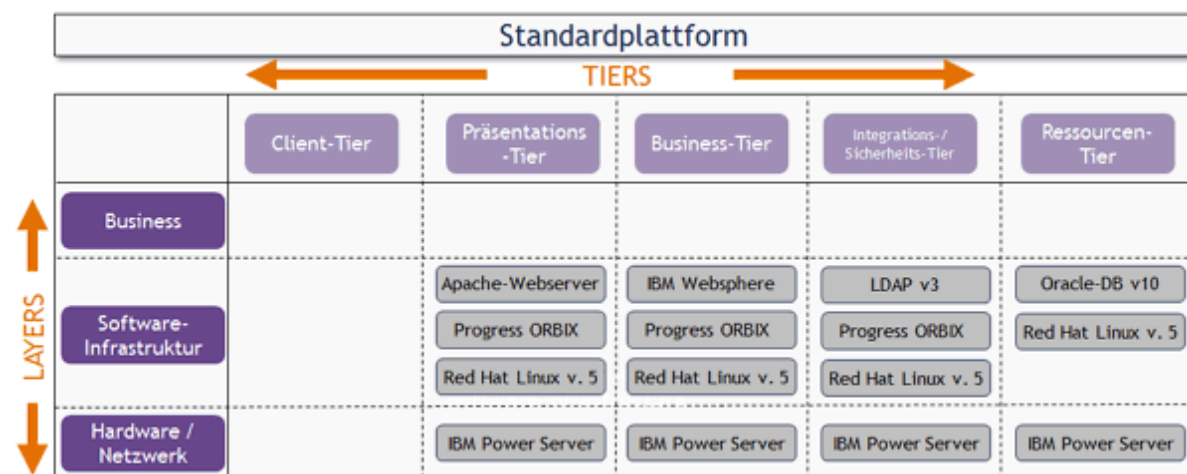 Standardplattform
TIERS
Client-Tier
Präsentations
-Tier
Business-Tier
Integrations-/
Sicherheits-Tier
Ressourcen-
Tier
LAYERS
Business
Software-
Infrastruktur
Apache-Webserver
IBM Websphere
LDAP v3
Oracle-DB v10
Progress ORBIX
Progress ORBIX
Progress ORBIX
Red Hat Linux v. 5
Red Hat Linux v. 5
Red Hat Linux v. 5
Red Hat Linux v. 5
Hardware /
Netzwerk
IBM Power Server
IBM Power Server
IBM Power Server
IBM Power Server